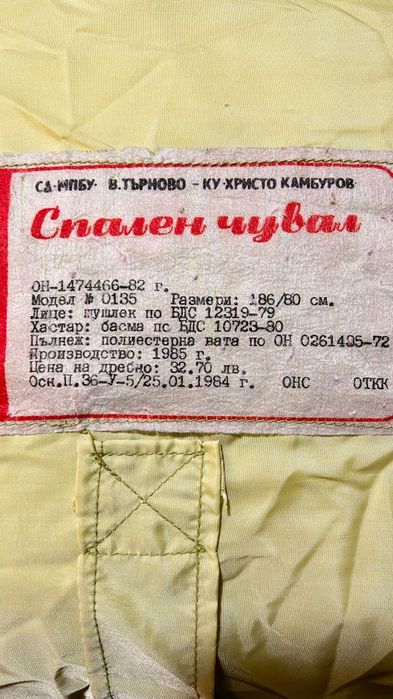 СД·МПБУ· В.ТЪРНОВО - КУ·ХРИСТО КАМБУРОВ
Спален чувал
ОН-1474466-82 г.
Модел № 0135 Размери: 186/80 см.
Лице: шушлек по БДС 12319-79
Хастар: басма по БДС 10723-80
Пълнеж: полиестерна вата по ОН 0261405-72
Производство: 1985 г.
Цена на дребно: 32.70 лв.
Осн.П.36-У-5/25.01.1984 г. ОНС ОТКК